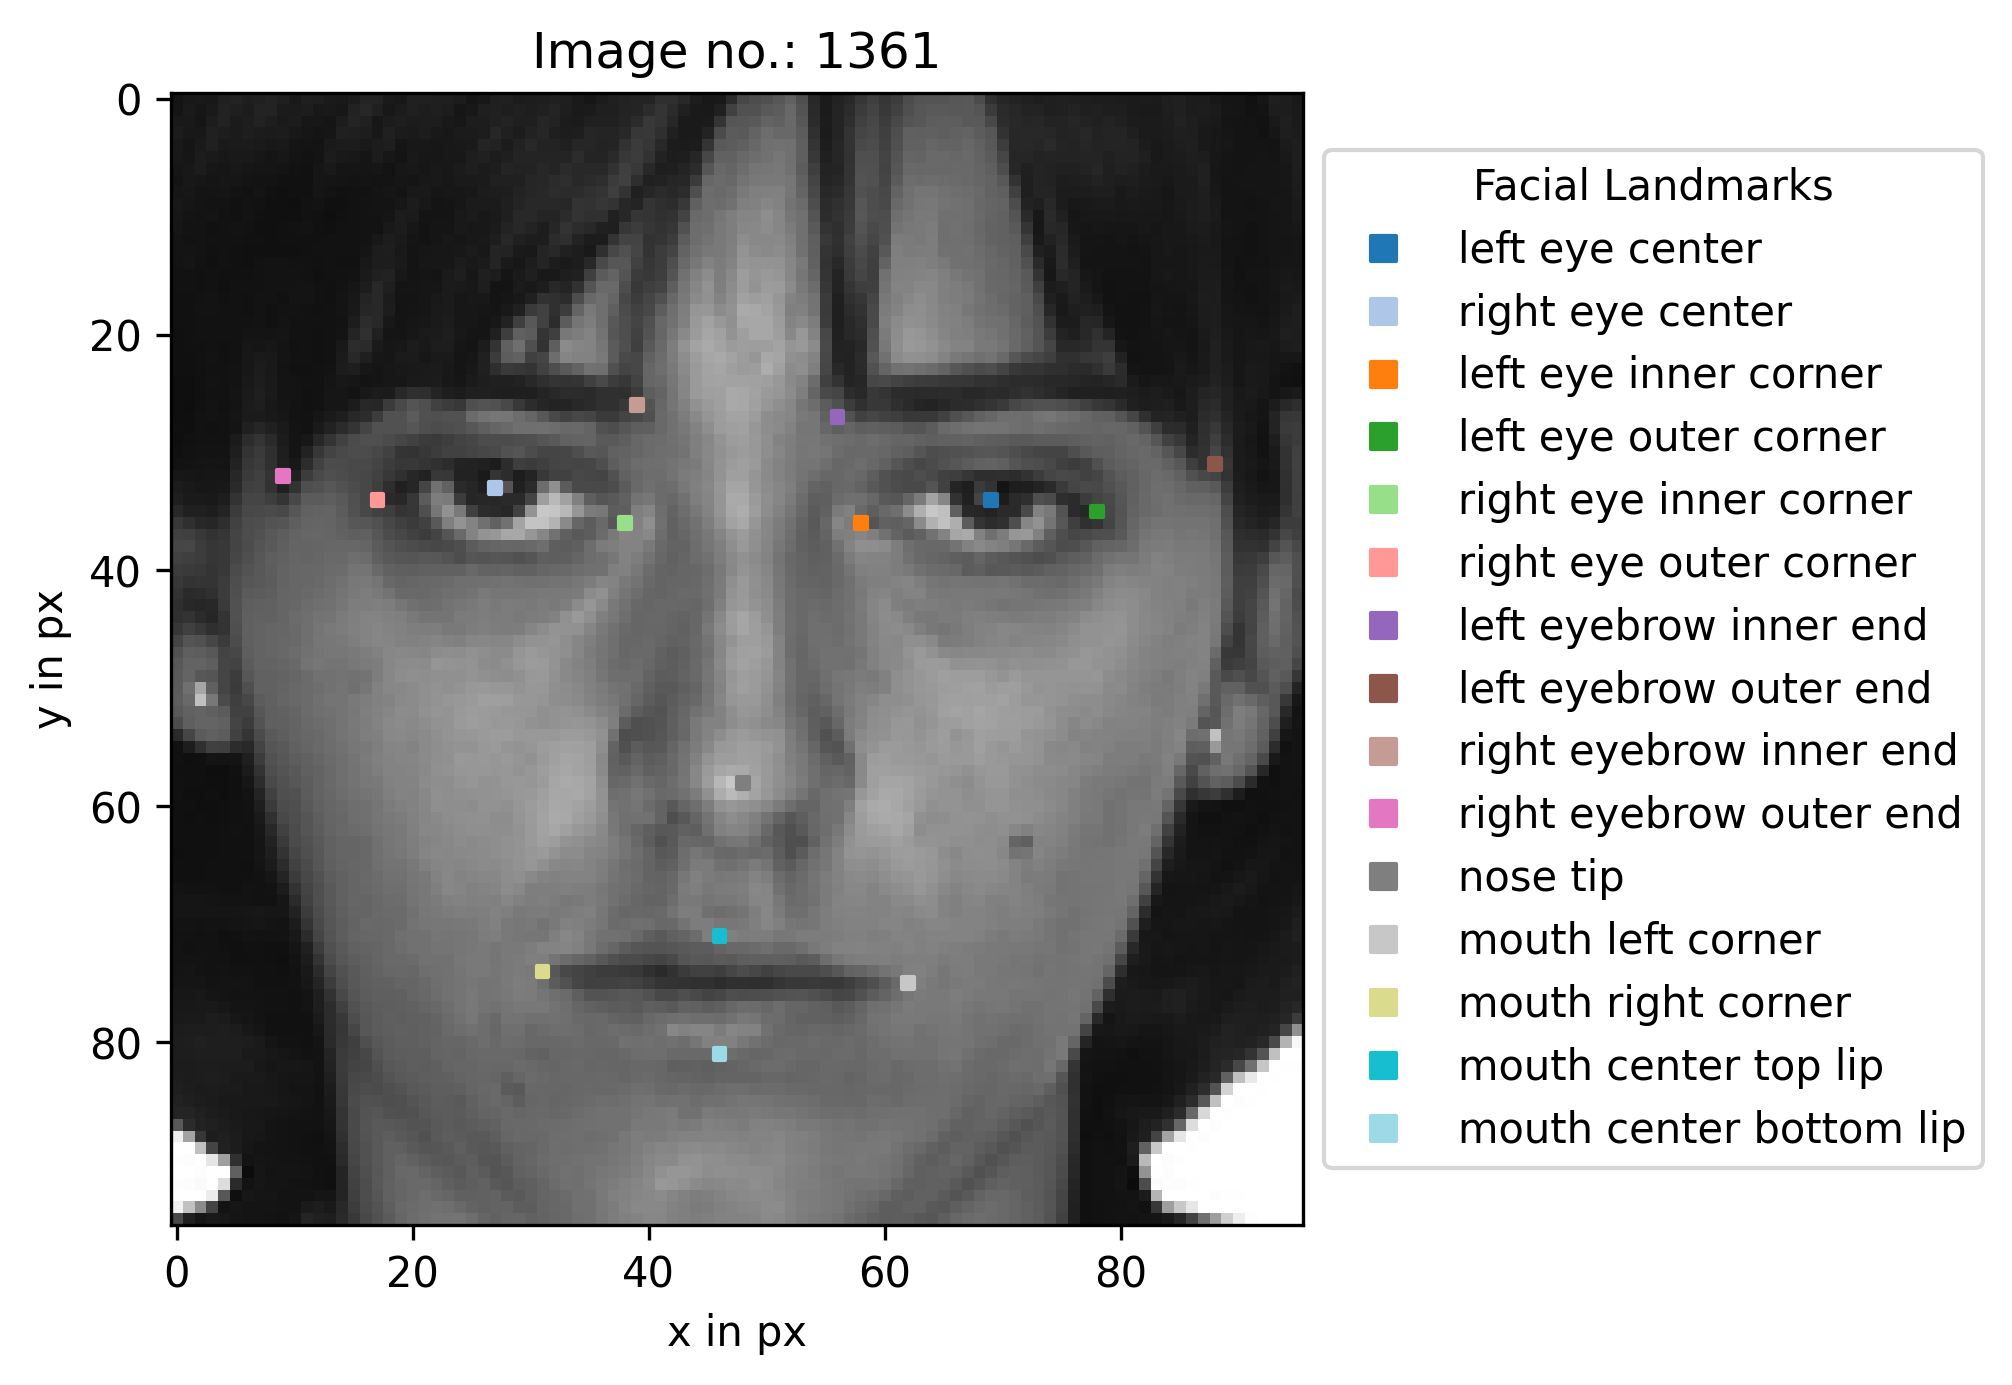 Image no.: 1361
0
20
40
60
80
y in px
0 20 40 60 80
x in px
Facial Landmarks
left eye center
right eye center
left eye inner corner
left eye outer corner
right eye inner corner
right eye outer corner
left eyebrow inner end
left eyebrow outer end
right eyebrow inner end
right eyebrow outer end
nose tip
mouth left corner
mouth right corner
mouth center top lip
mouth center bottom lip